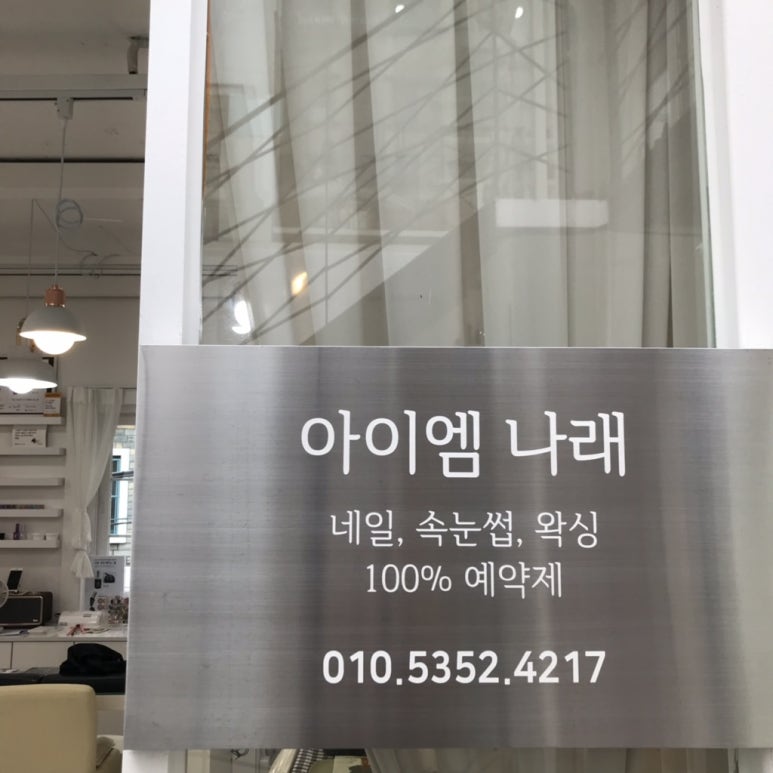 아이엠 나래
네일, 속눈썹, 왁싱
100% 예약제
010.5352.4217